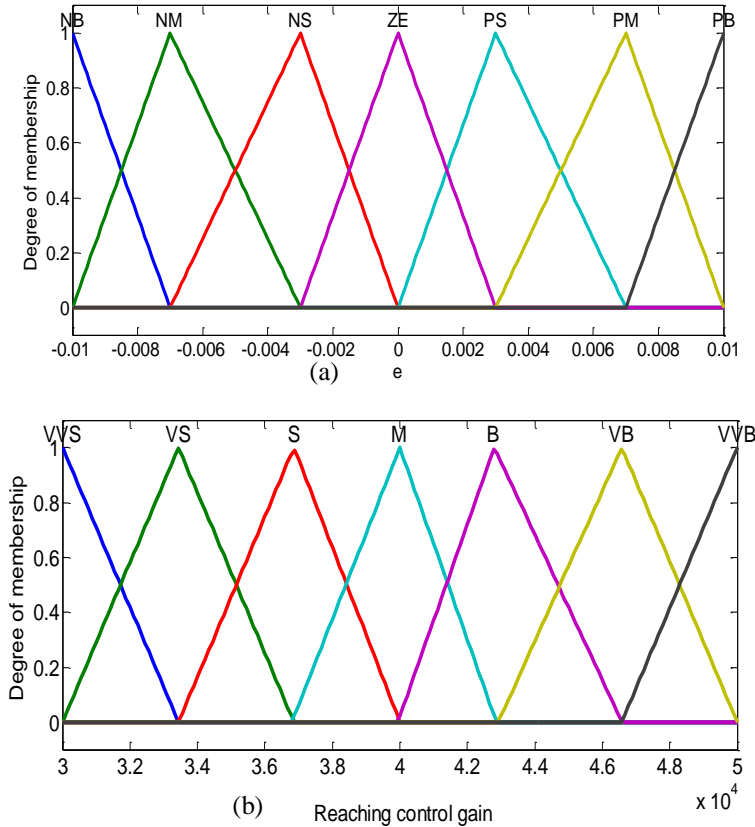 NB NM NS ZE PS PM PB
1
0.8
0.6
0.4
0.2
0
Degree of membership
-0.01 -0.008 -0.006 -0.004 -0.002 0 0.002 0.004 0.006 0.008 0.01
(a) e
VVS VS S M B VB VVB
1
0.8
0.6
0.4
0.2
0
Degree of membership
3 3.2 3.4 3.6 3.8 4 4.2 4.4 4.6 4.8 5
x 10⁴
(b) Reaching control gain